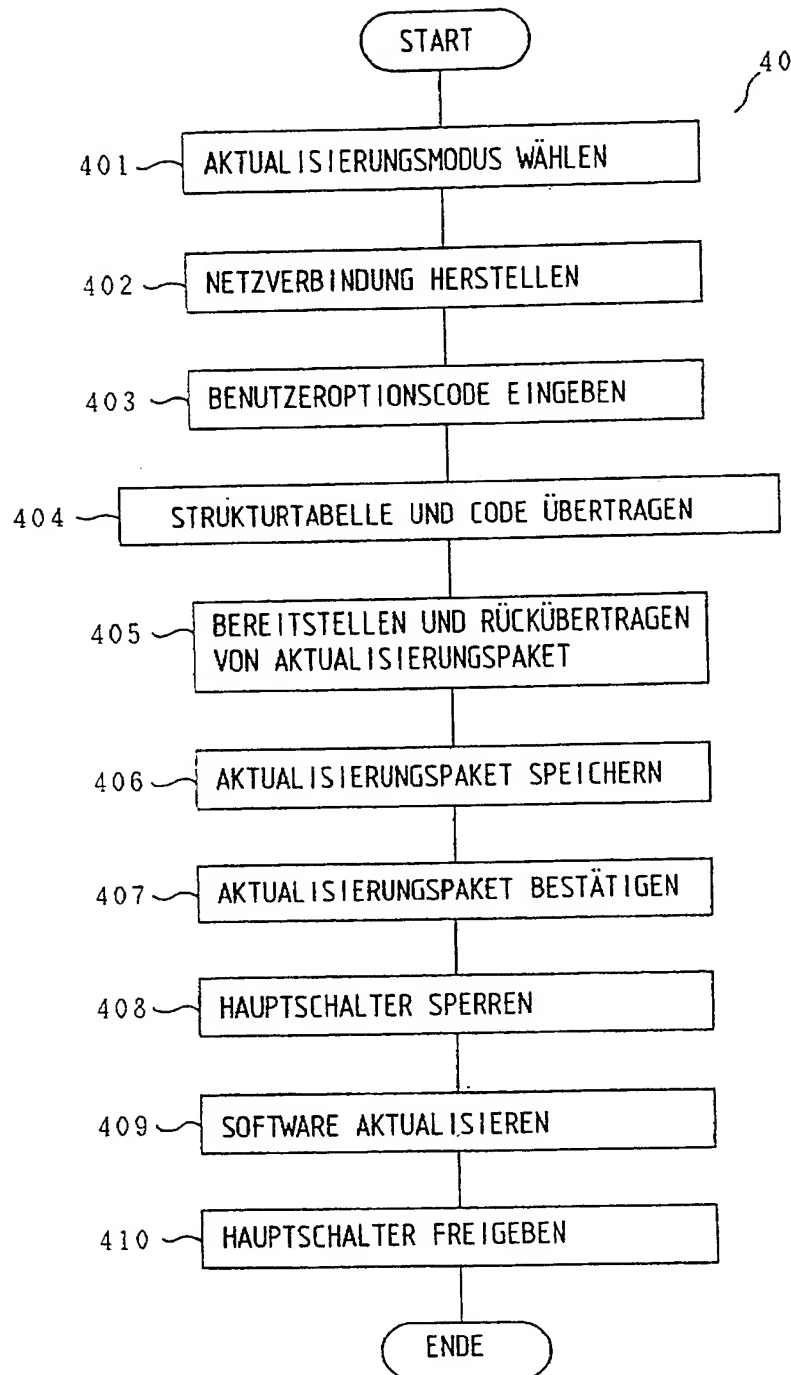 START
40
401 AKTUALISIERUNGSMODUS WÄHLEN
402 NETZVERBINDUNG HERSTELLEN
403 BENUTZEROPTIONSCODE EINGEBEN
404 STRUKTURTABELLE UND CODE ÜBERTRAGEN
405 BEREITSTELLEN UND RÜCKÜBERTRAGEN
VON AKTUALISIERUNGSPAKET
406 AKTUALISIERUNGSPAKET SPEICHERN
407 AKTUALISIERUNGSPAKET BESTÄTIGEN
408 HAUPTSCHALTER SPERREN
409 SOFTWARE AKTUALISIEREN
410 HAUPTSCHALTER FREIGEBEN
ENDE